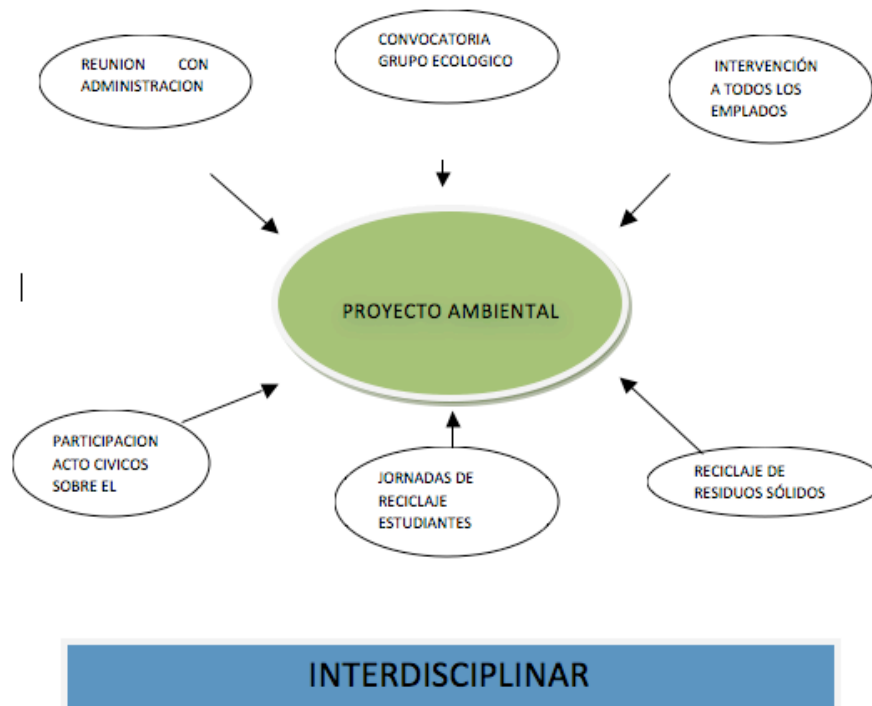 REUNION CON
ADMINISTRACION
CONVOCATORIA
GRUPO ECOLOGICO
INTERVENCIÓN
A TODOS LOS
EMPLADOS
PROYECTO AMBIENTAL
PARTICIPACION
ACTO CIVICOS
SOBRE EL
JORNADAS DE
RECICLAJE
ESTUDIANTES
RECICLAJE DE
RESIDUOS SÓLIDOS
INTERDISCIPLINAR